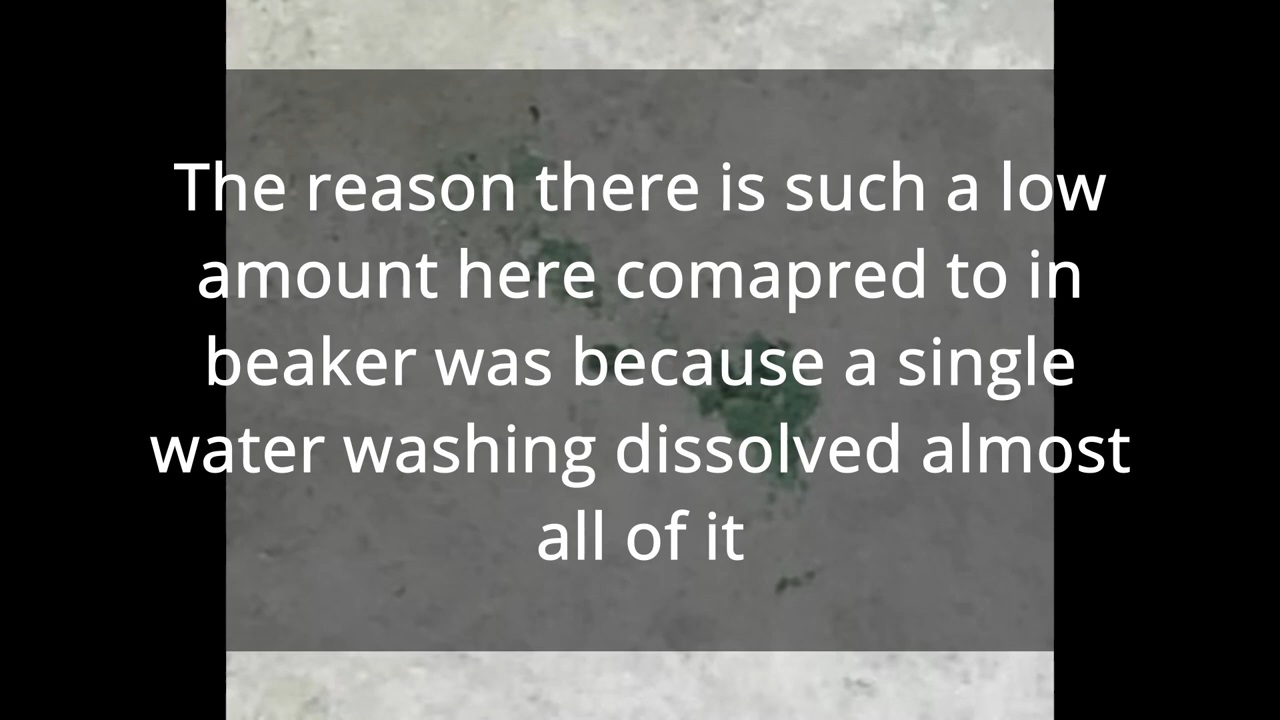 The reason there is such a low
amount here comapred to in
beaker was because a single
water washing dissolved almost
all of it